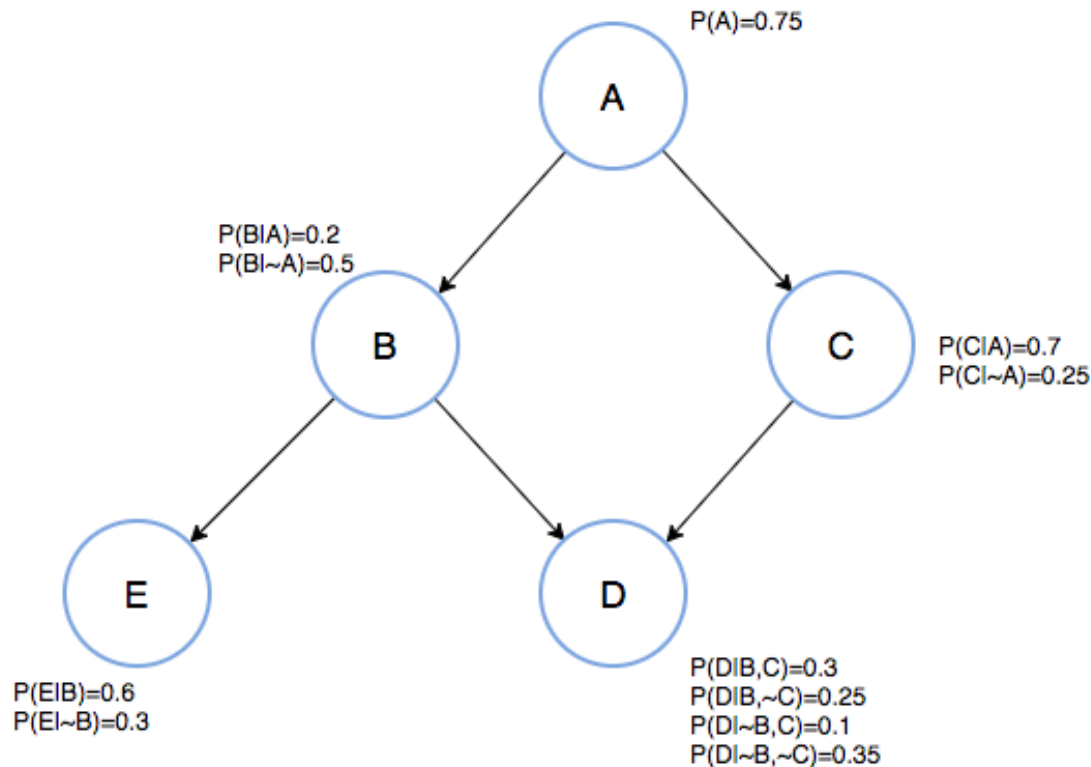 P(A)=0.75
A
P(B|A)=0.2
P(B|~A)=0.5
B
C
P(C|A)=0.7
P(C|~A)=0.25
E
D
P(E|B)=0.6
P(E|~B)=0.3
P(D|B,C)=0.3
P(D|B,~C)=0.25
P(D|~B,C)=0.1
P(D|~B,~C)=0.35